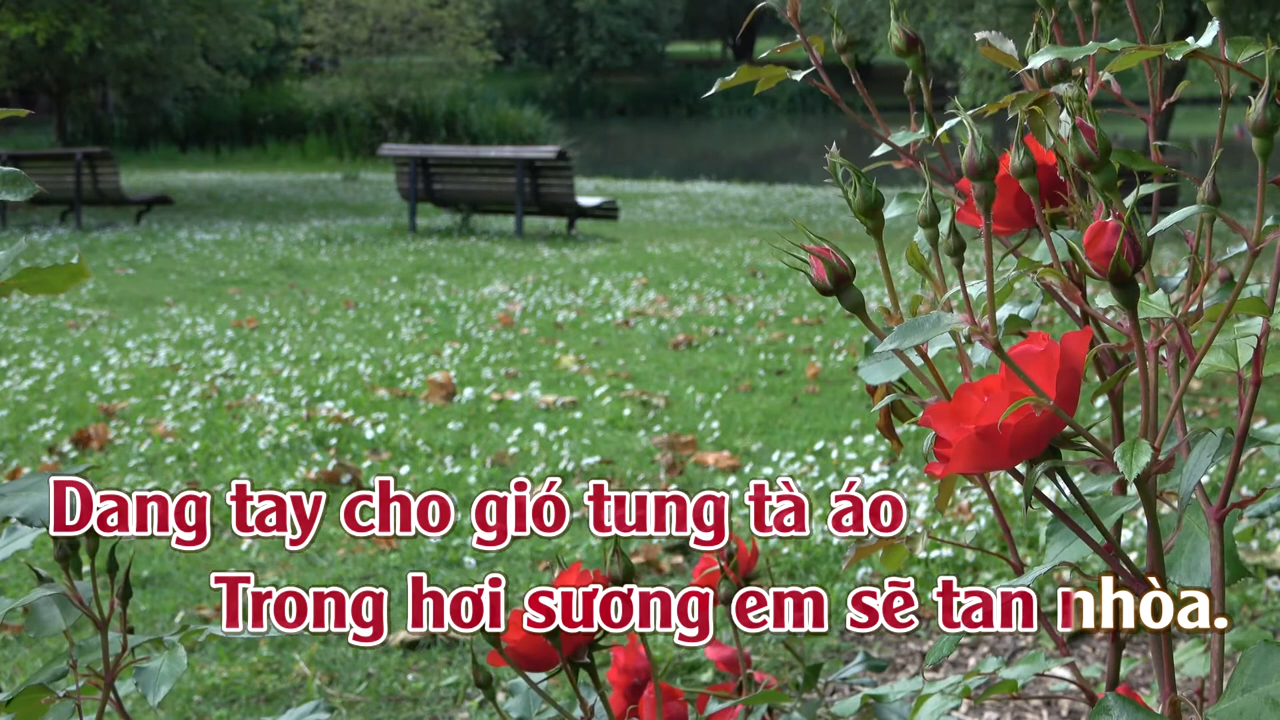 Dang tay cho gió tung tà áo
Trong hơi sương em sẽ tan nhòa.